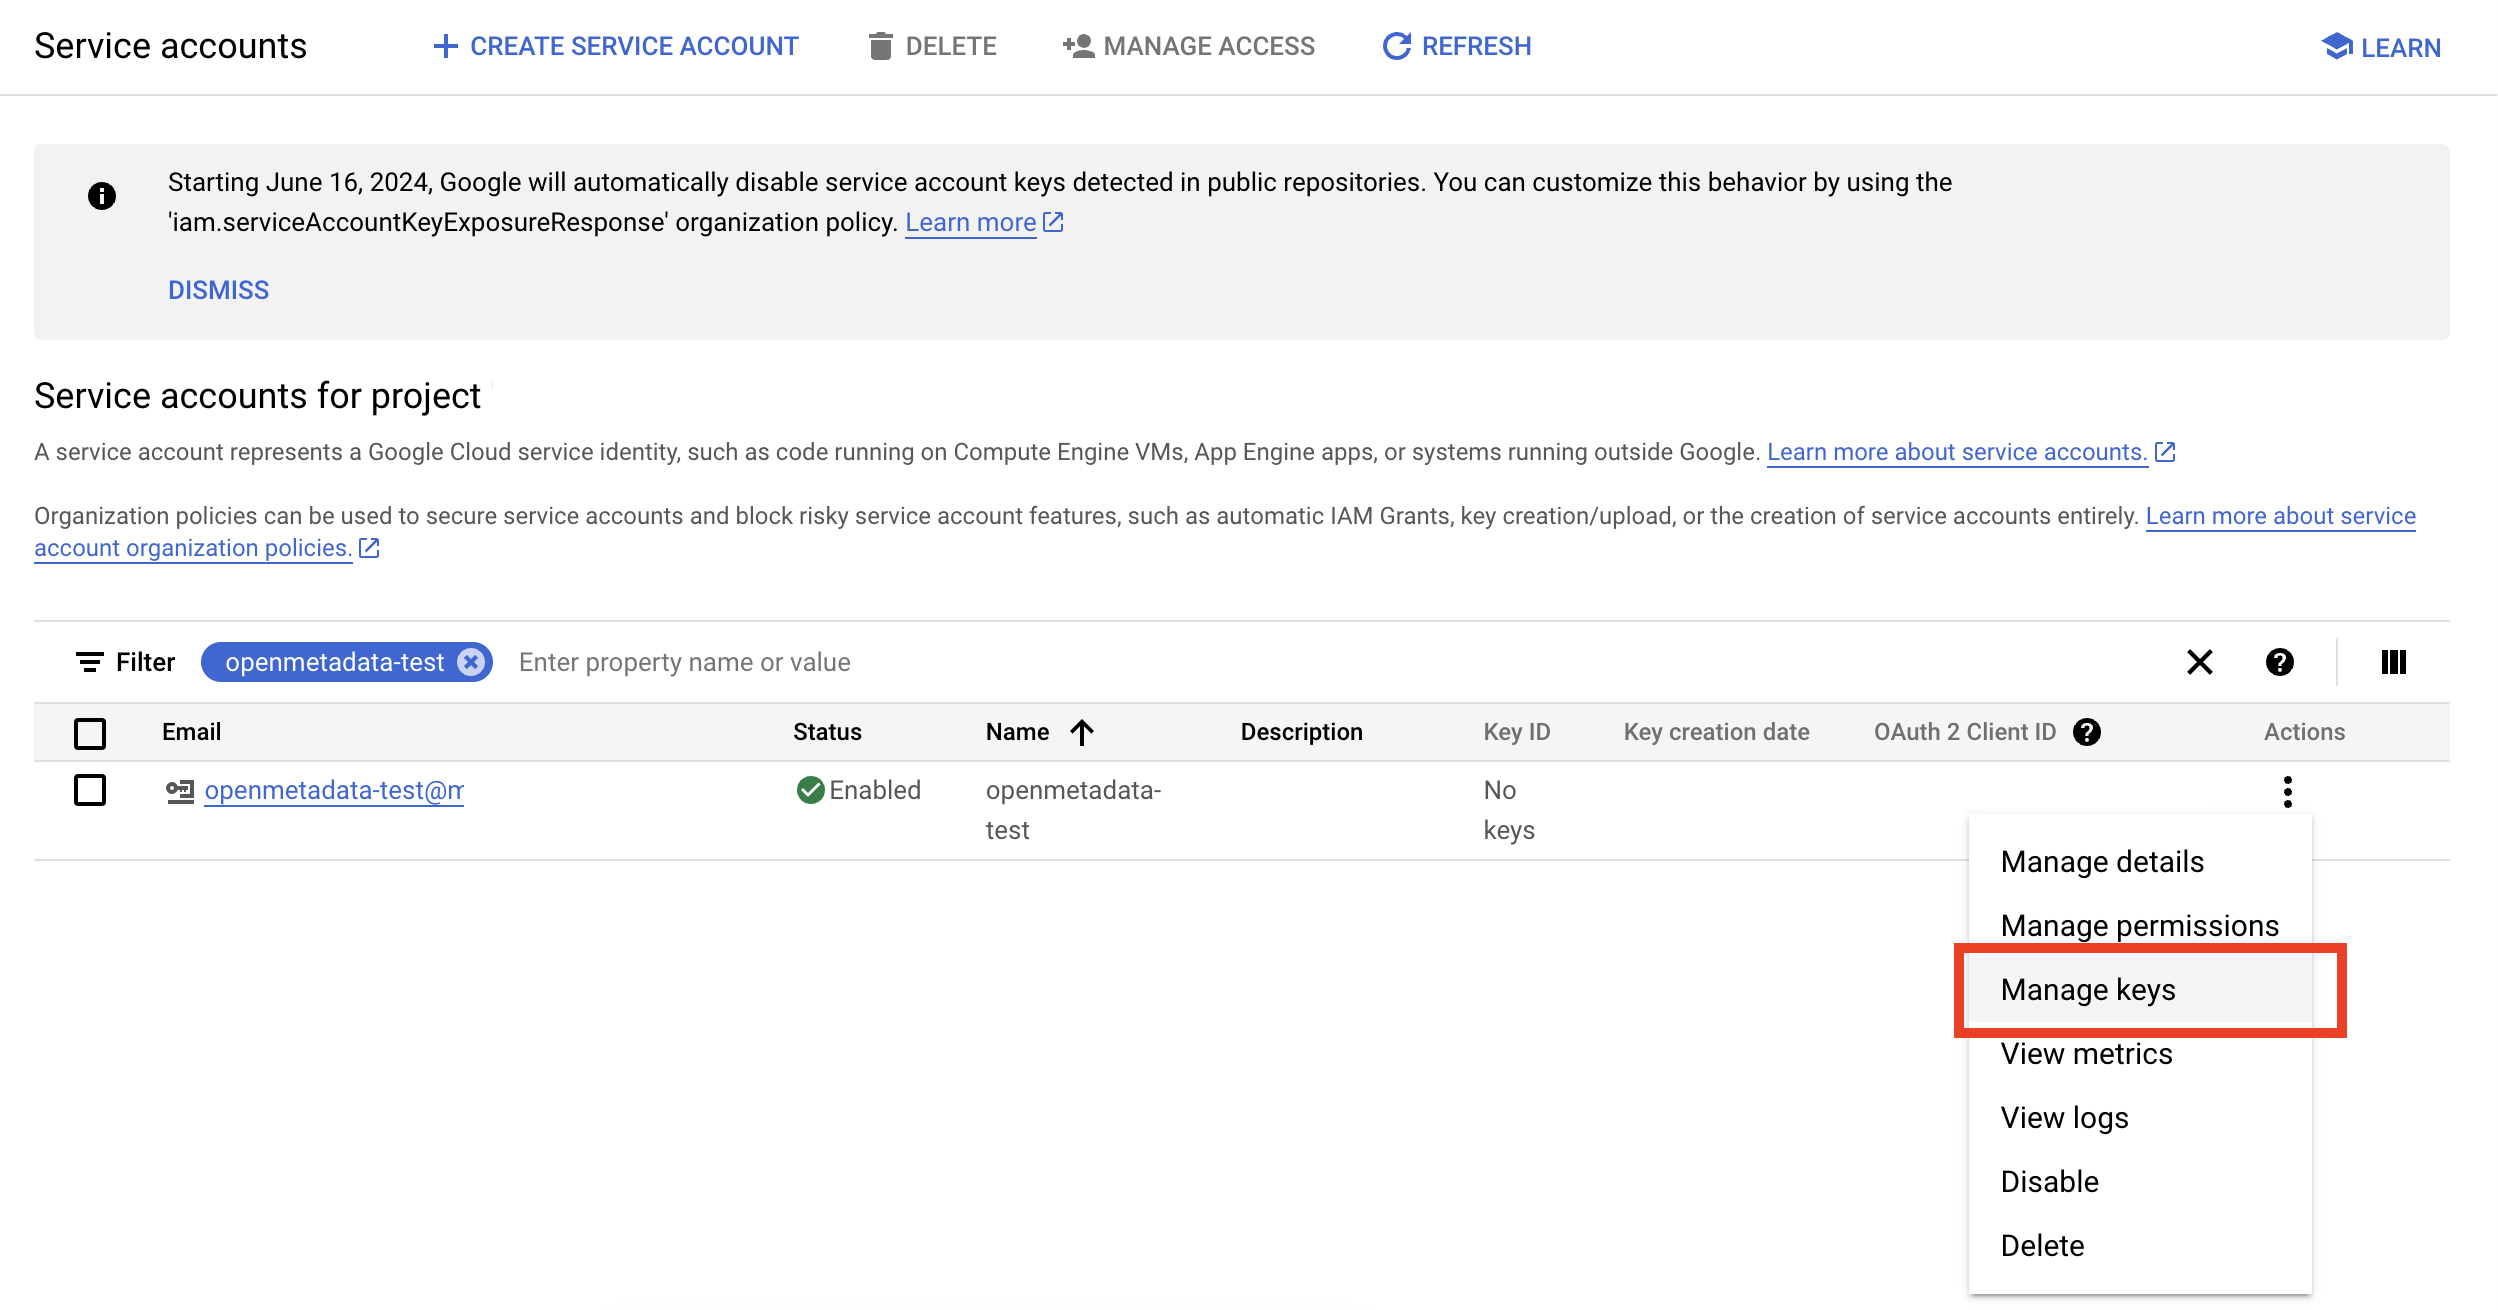 Service accounts
CREATE SERVICE ACCOUNT
DELETE
MANAGE ACCESS
REFRESH
LEARN
Starting June 16, 2024, Google will automatically disable service account keys detected in public repositories. You can customize this behavior by using the
'iam.serviceAccountKeyExposureResponse' organization policy. Learn more
DISMISS
Service accounts for project
A service account represents a Google Cloud service identity, such as code running on Compute Engine VMs, App Engine apps, or systems running outside Google. Learn more about service accounts.
Organization policies can be used to secure service accounts and block risky service account features, such as automatic IAM Grants, key creation/upload, or the creation of service accounts entirely. Learn more about service
account organization policies.
Filter
openmetadata-test
Enter property name or value
Email
Status
Name
Description
Key ID
Key creation date
OAuth 2 Client ID
Actions
openmetadata-test@m
Enabled
openmetadata-
test
No
keys
Manage details
Manage permissions
Manage keys
View metrics
View logs
Disable
Delete